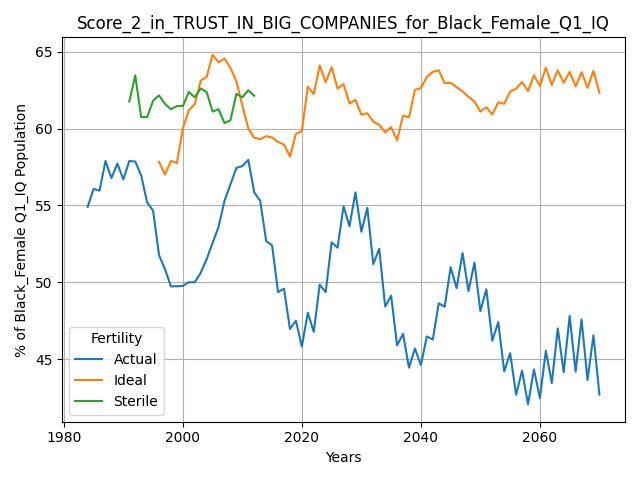 Score_2_in_TRUST_IN_BIG_COMPANIES_for_Black_Female_Q1_IQ
% of Black_Female Q1_IQ Population
65
60
55
50
45
Fertility
Actual
Ideal
Sterile
1980
2000
2020
2040
2060
Years